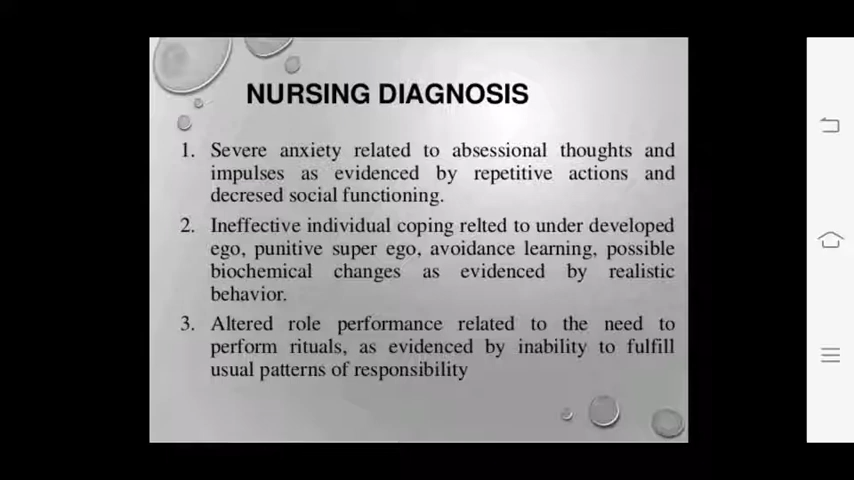 NURSING DIAGNOSIS
1. Severe anxiety related to absessional thoughts and
impulses as evidenced by repetitive actions and
decresed social functioning.
2. Ineffective individual coping relted to under developed
ego, punitive super ego, avoidance learning, possible
biochemical changes as evidenced by realistic
behavior.
3. Altered role performance related to the need to
perform rituals, as evidenced by inability to fulfill
usual patterns of responsibility